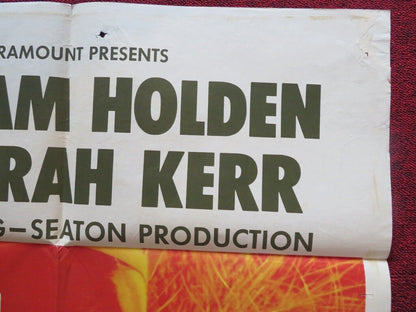 RAMOUNT PRESENTS
AM HOLDEN
RAH KERR
G—SEATON PRODUCTION